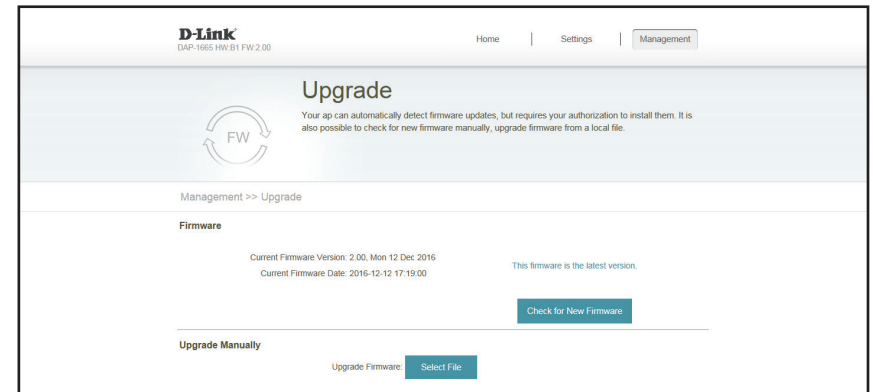 D-Link
DAP-1665 HW:B1 FW:2.00
Home | Settings | Management
Upgrade
Your ap can automatically detect firmware updates, but requires your authorization to install them. It is
also possible to check for new firmware manually, upgrade firmware from a local file.
FW
Management >> Upgrade
Firmware
Current Firmware Version: 2.00, Mon 12 Dec 2016
Current Firmware Date: 2016-12-12 17:19:00
This firmware is the latest version.
Check for New Firmware
Upgrade Manually
Upgrade Firmware: Select File